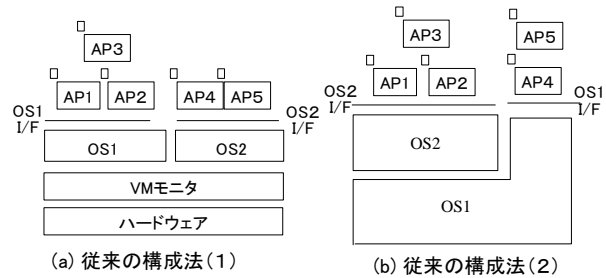 AP3
AP1 AP2 AP4 AP5
OS1 I/F
OS2 I/F
OS1 OS2
VMモニタ
ハードウェア
(a) 従来の構成法(1)
AP3 AP5
AP1 AP2 AP4
OS2 I/F
OS1 I/F
OS2
OS1
(b) 従来の構成法(2)